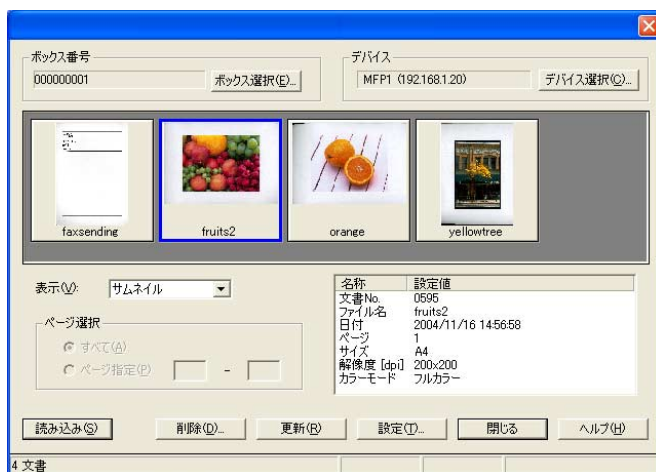 ボックス番号
000000001
ボックス選択(E)...
デバイス
MFP1 (192.168.1.20)
デバイス選択(C)...
faxsending
fruits2
orange
yellowtree
表示(V):
サムネイル
ページ選択
すべて(A)
ページ指定(P)
-
名称 設定値
文書No. 0595
ファイル名 fruits2
日付 2004/11/16 14:56:58
ページ 1
サイズ A4
解像度 [dpi] 200x200
カラーモード フルカラー
読み込み(S)
削除(D)...
更新(R)
設定(T)...
閉じる
ヘルプ(H)
4 文書